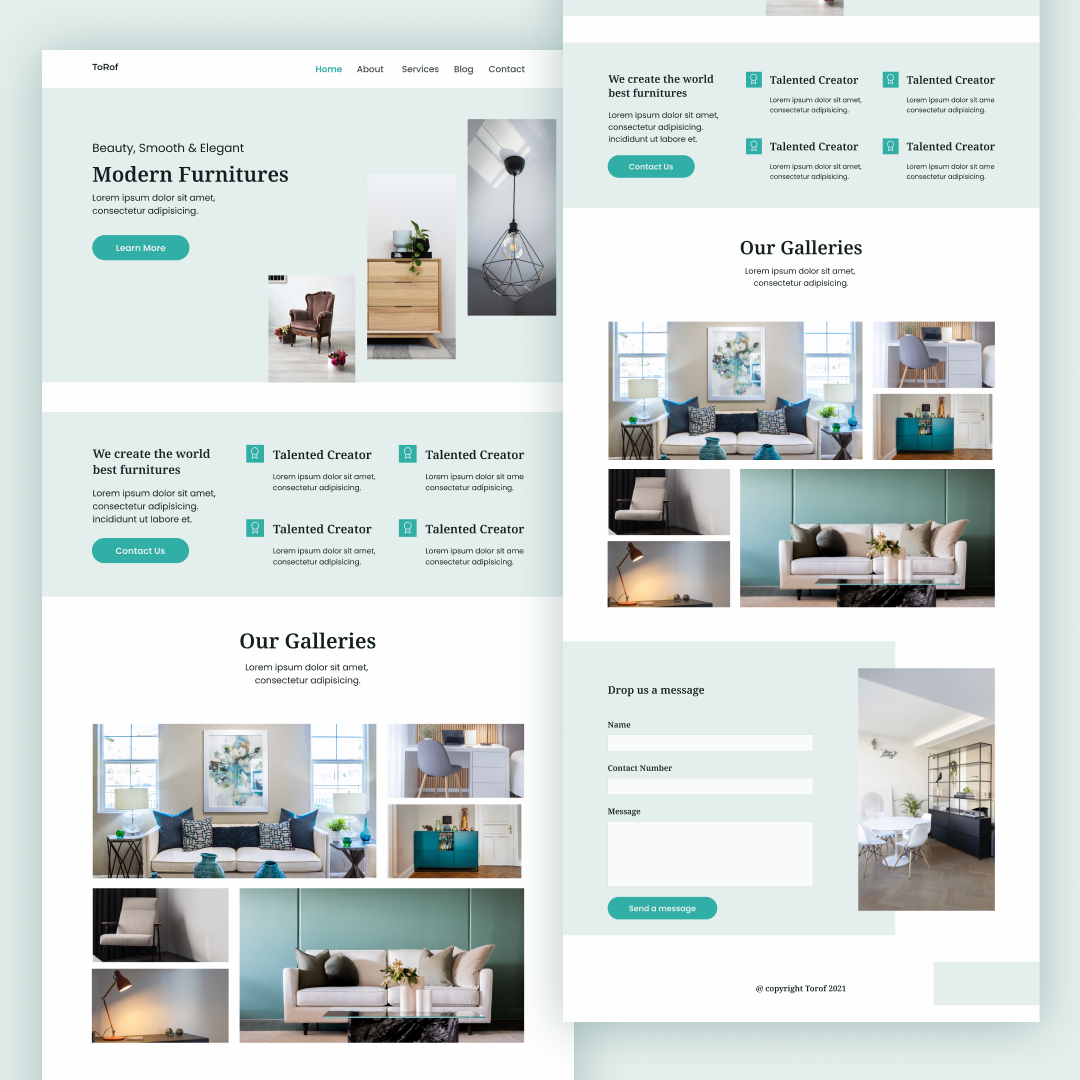 ToRof
Home About Services Blog Contact
Beauty, Smooth & Elegant
Modern Furnitures
Lorem ipsum dolor sit amet,
consectetur adipisicing.
Learn More
We create the world
best furnitures
Lorem ipsum dolor sit amet,
consectetur adipisicing.
incididunt ut labore et.
Contact Us
Talented Creator
Lorem ipsum dolor sit amet,
consectetur adipisicing.
Talented Creator
Lorem ipsum dolor sit ame
consectetur adipisicing.
Talented Creator
Lorem ipsum dolor sit amet,
consectetur adipisicing.
Talented Creator
Lorem ipsum dolor sit ame
consectetur adipisicing.
Our Galleries
Lorem ipsum dolor sit amet,
consectetur adipisicing.
We create the world
best furnitures
Lorem ipsum dolor sit amet,
consectetur adipisicing.
incididunt ut labore et.
Contact Us
Talented Creator
Lorem ipsum dolor sit amet,
consectetur adipisicing.
Talented Creator
Lorem ipsum dolor sit ame
consectetur adipisicing.
Talented Creator
Lorem ipsum dolor sit amet,
consectetur adipisicing.
Talented Creator
Lorem ipsum dolor sit ame
consectetur adipisicing.
Our Galleries
Lorem ipsum dolor sit amet,
consectetur adipisicing.
Drop us a message
Name
Contact Number
Message
Send a message
@ copyright Torof 2021